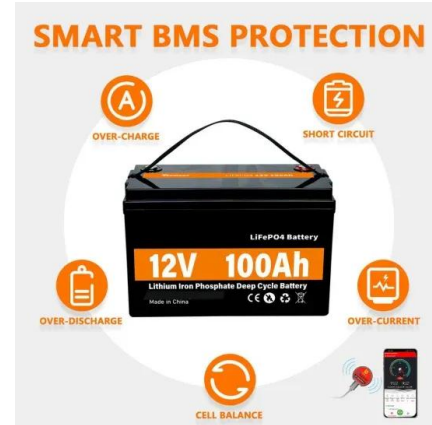 SMART BMS PROTECTION
OVER-CHARGE
SHORT CIRCUIT
LiFePO4 Battery
12V 100Ah
Lithium Iron Phosphate Deep Cycle Battery
Made in China
CE
OVER-DISCHARGE
OVER-CURRENT
CELL BALANCE